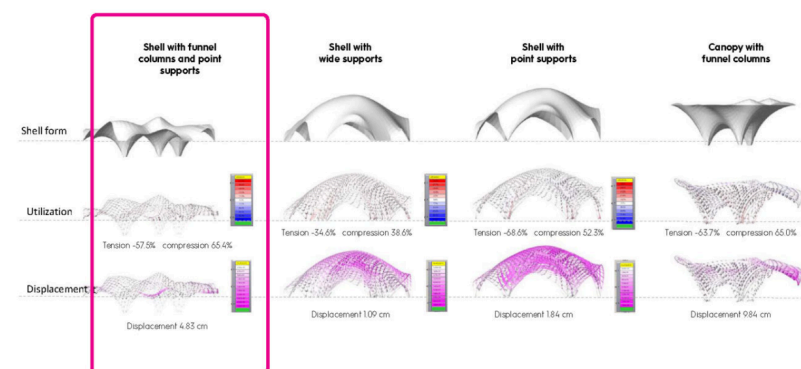 Shell with funnel
columns and point
supports
Shell with
wide supports
Shell with
point supports
Canopy with
funnel columns
Shell form
Utilization
Tension -57.5% compression 65.4%
Tension -34.6% compression 38.6%
Tension -68.6% compression 52.3%
Tension -63.7% compression 65.0%
Displacement
Displacement 4.83 cm
Displacement 1.09 cm
Displacement 1.84 cm
Displacement 9.84 cm